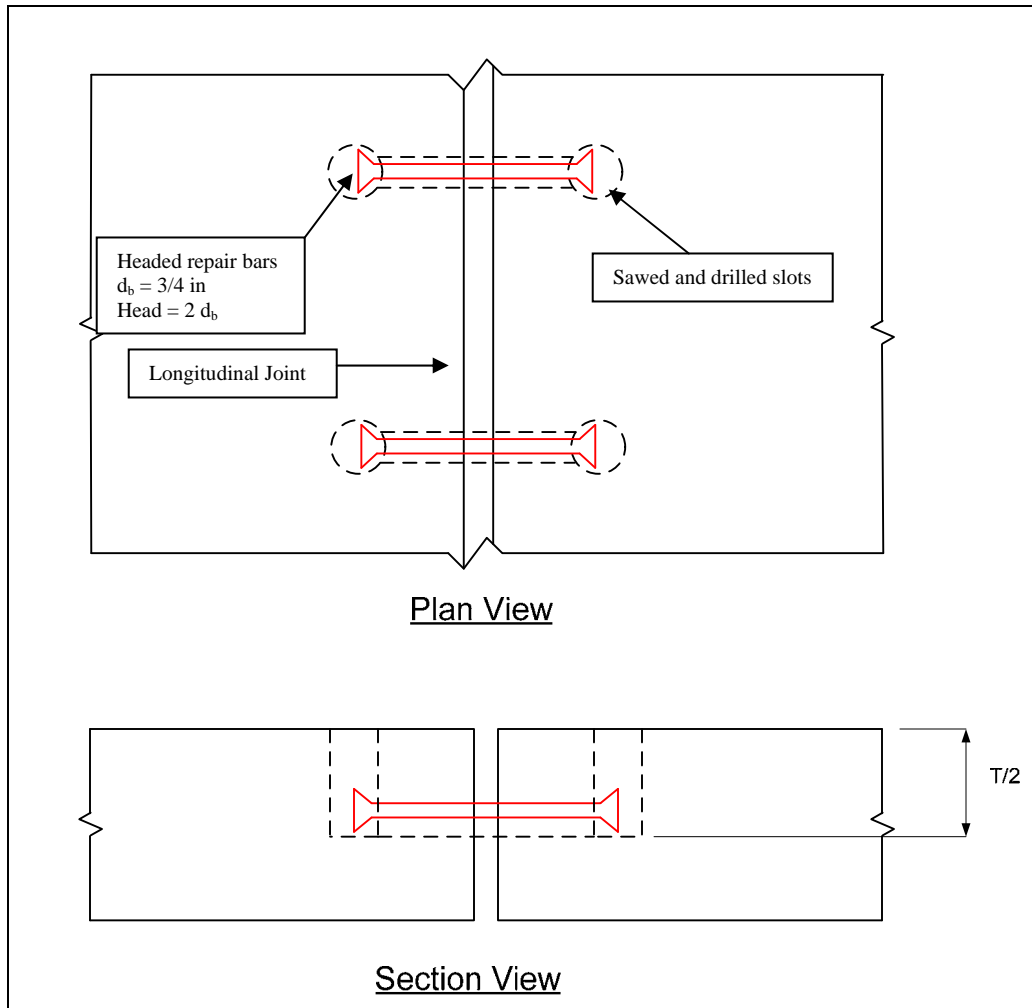 Headed repair bars
d_b = 3/4 in
Head = 2 d_b
Sawed and drilled slots
Longitudinal Joint
Plan View
T/2
Section View